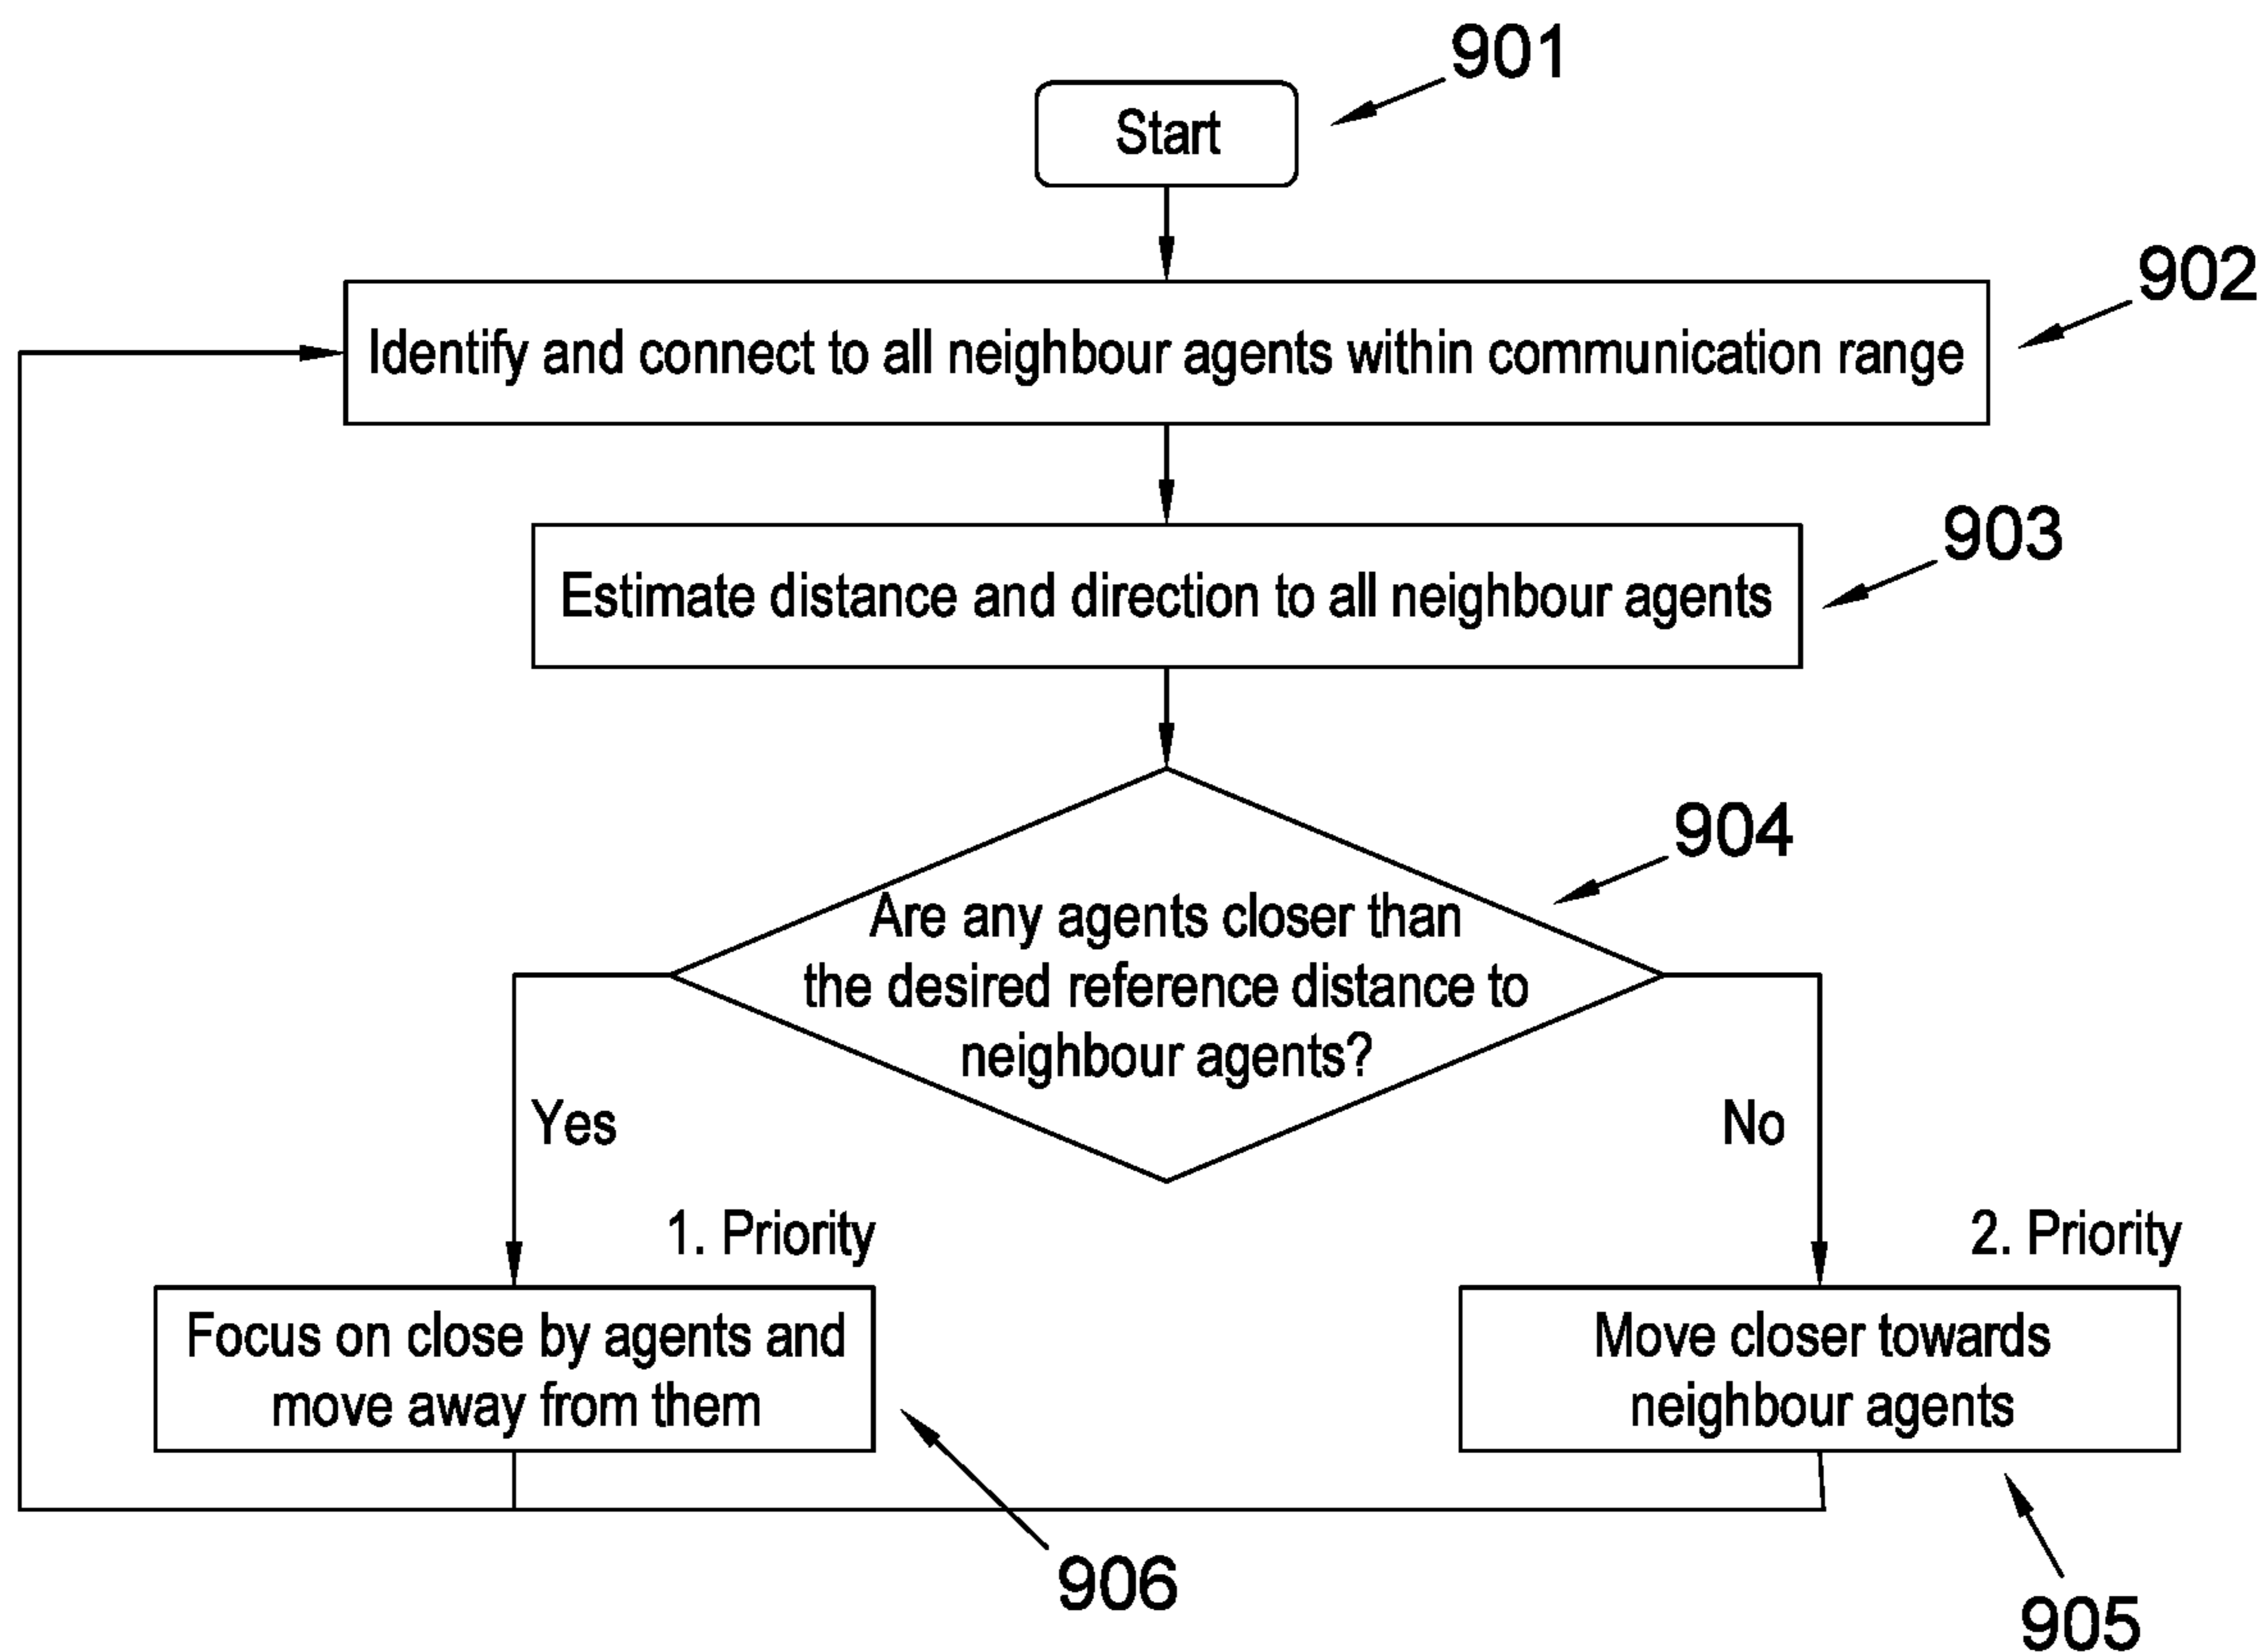 901
Start
902
Identify and connect to all neighbour agents within communication range
903
Estimate distance and direction to all neighbour agents
904
Are any agents closer than
the desired reference distance to
neighbour agents?
Yes
No
1. Priority
2. Priority
Focus on close by agents and
move away from them
Move closer towards
neighbour agents
906
905